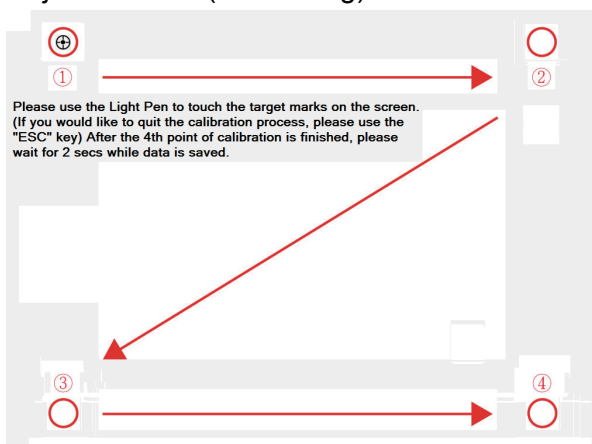 ① ②
Please use the Light Pen to touch the target marks on the screen.
(If you would like to quit the calibration process, please use the
"ESC" key) After the 4th point of calibration is finished, please
wait for 2 secs while data is saved.
③ ④